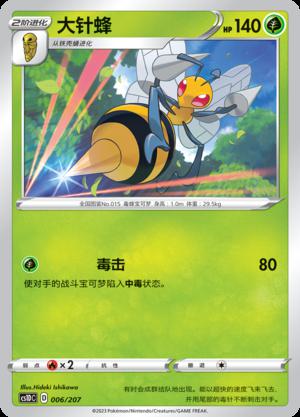 2阶进化 大针蜂 HP 140
从铁壳蛹进化
全国图鉴No.015 毒蜂宝可梦 身高:1.0m 体重:29.5kg
毒击 80
使对手的战斗宝可梦陷入中毒状态。
弱点 ×2 抗性 撤退
Illus.Hideki Ishikawa
CS1DC D 006/207
有时会成群结队地出现。能以超快的速度飞来飞去,
并用尾部的毒针不断刺击对手。
©2023 Pokémon/Nintendo/Creatures/GAME FREAK.